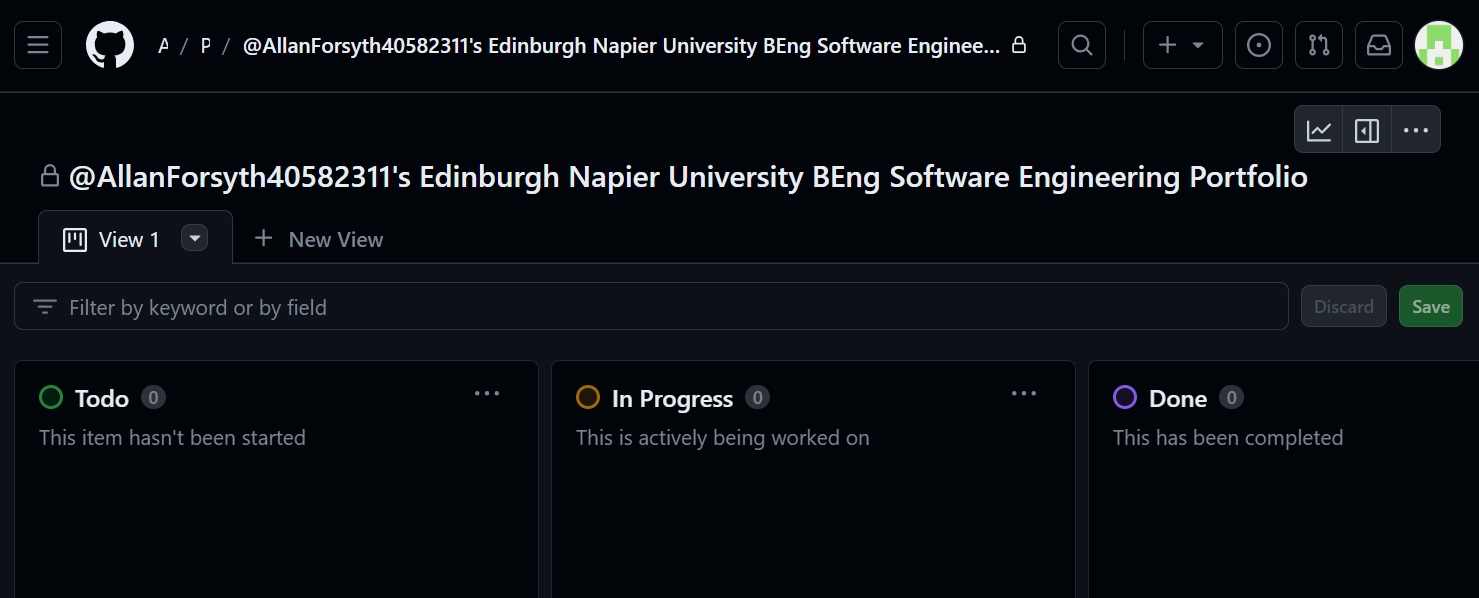 A / P / @AllanForsyth40582311's Edinburgh Napier University BEng Software Enginee...
@AllanForsyth40582311's Edinburgh Napier University BEng Software Engineering Portfolio
View 1 New View
Filter by keyword or by field Discard Save
Todo 0 In Progress 0 Done 0
This item hasn't been started This is actively being worked on This has been completed